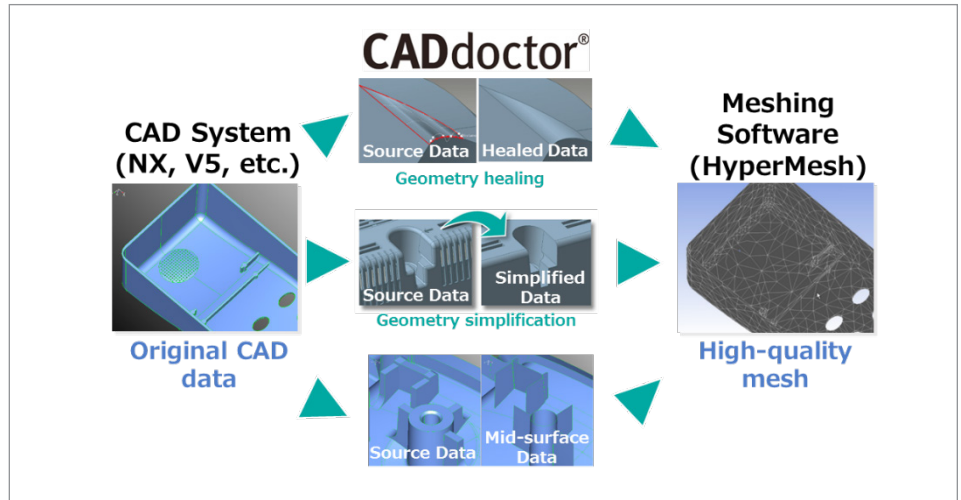 CADdoctor®
CAD System
(NX, V5, etc.)
Original CAD
data
Source Data
Healed Data
Geometry healing
Source Data
Simplified
Data
Geometry simplification
Source Data
Mid-surface
Data
Meshing
Software
(HyperMesh)
High-quality
mesh